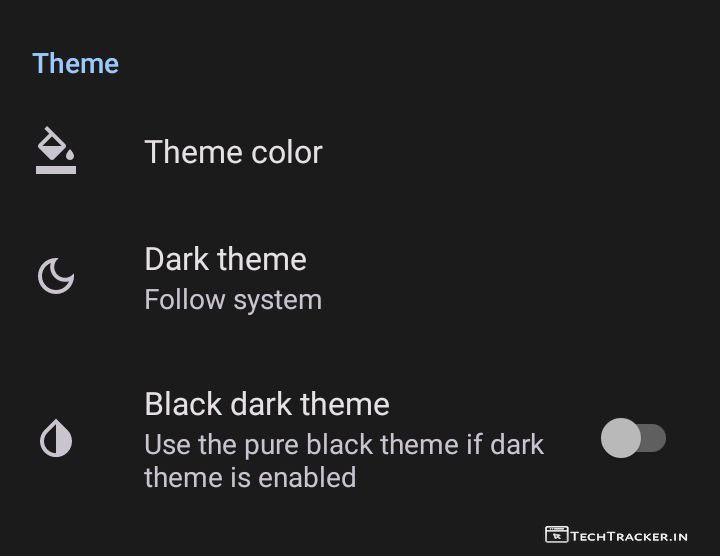 Theme
Theme color
Dark theme
Follow system
Black dark theme
Use the pure black theme if dark
theme is enabled
TechTracker.in